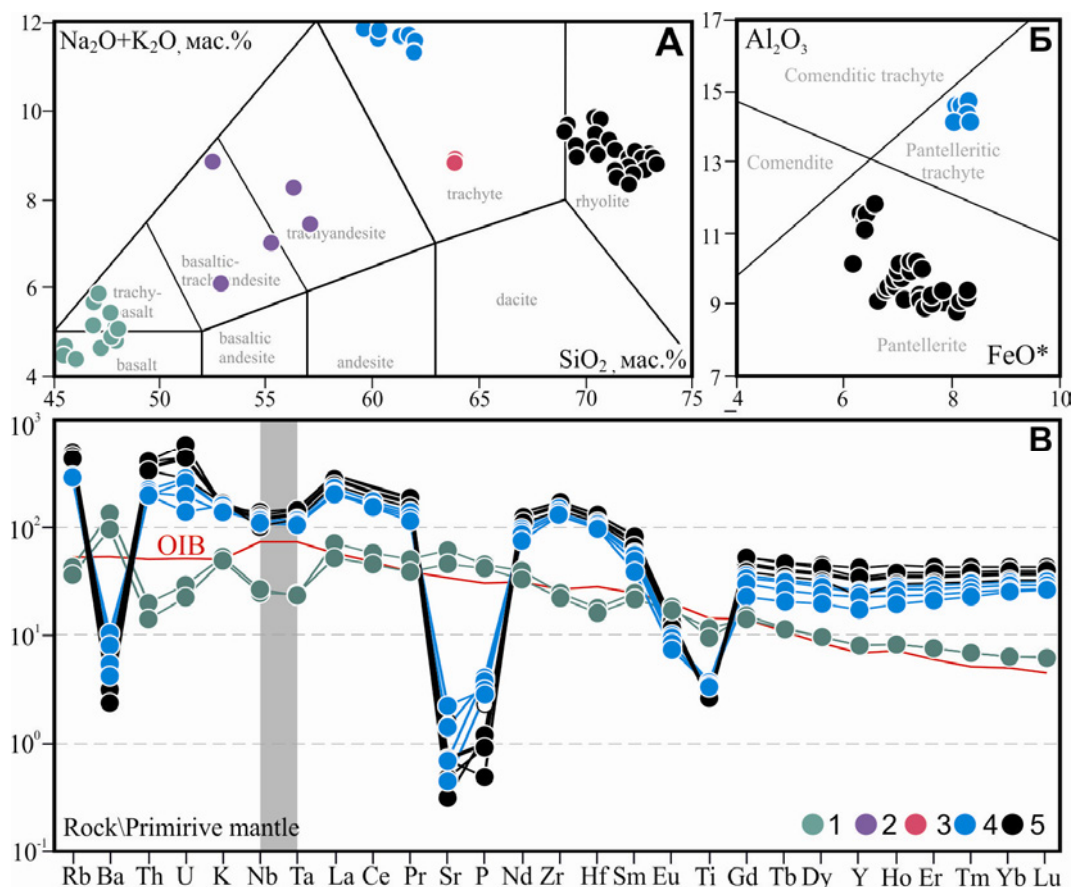 12
10
8
6
4
Na₂O+K₂O, мас.%
А
trachyte
rhyolite
trachyandesite
basaltic-
trachyandesite
trachy-
basalt
dacite
basalt
basaltic
andesite
andesite
SiO₂, мас.%
45 50 55 60 65 70 75
17
15
13
11
9
7
Al₂O₃
Б
Comenditic trachyte
Comendite
Pantelleritic
trachyte
Pantellerite
FeO*
4 6 8 10
10³
10²
10¹
10⁰
10⁻¹
В
OIB
Rock\Primirive mantle
1 2 3 4 5
Rb Ba Th U K Nb Ta La Ce Pr Sr P Nd Zr Hf Sm Eu Ti Gd Tb Dy Y Ho Er Tm Yb Lu